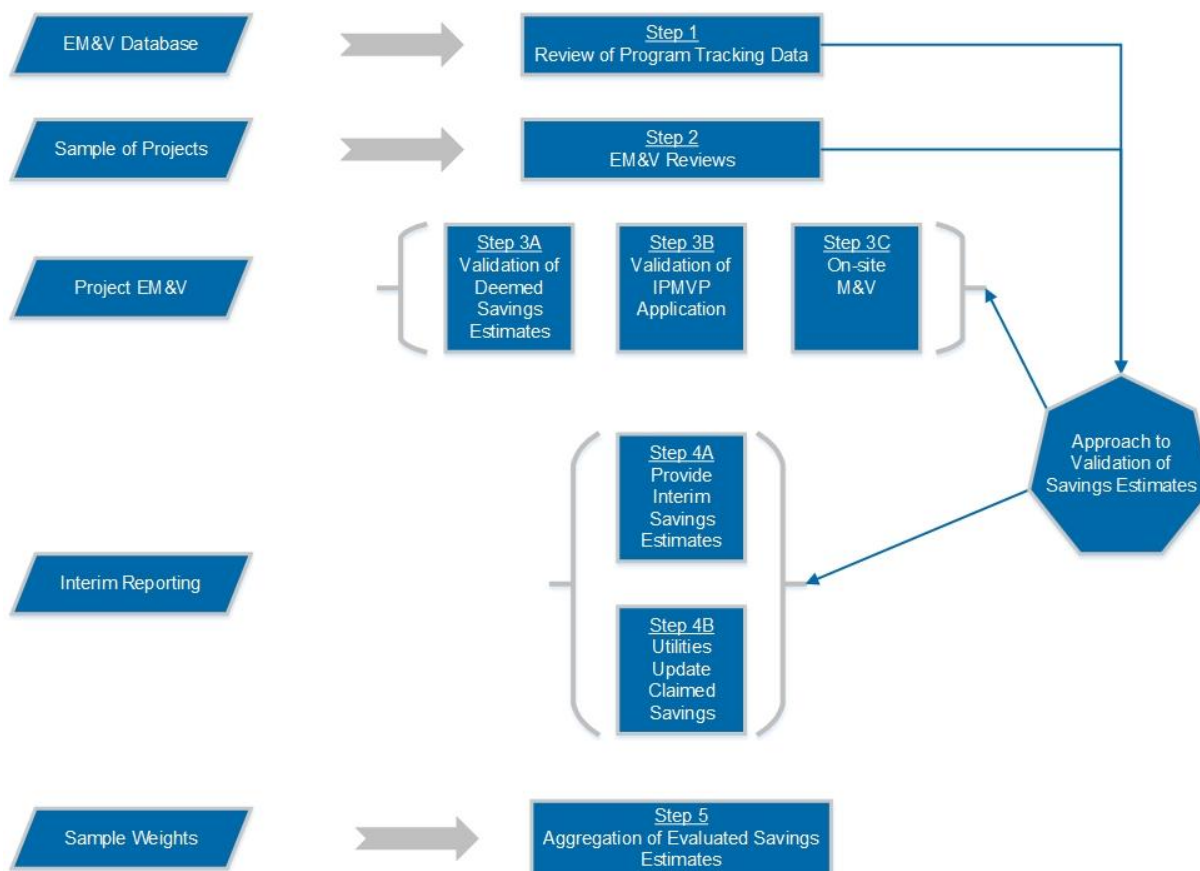 EM&V Database
Step 1
Review of Program Tracking Data
Sample of Projects
Step 2
EM&V Reviews
Project EM&V
Step 3A
Validation of
Deemed
Savings
Estimates
Step 3B
Validation of
IPMVP
Application
Step 3C
On-site
M&V
Approach to
Validation of
Savings Estimates
Interim Reporting
Step 4A
Provide
Interim
Savings
Estimates
Step 4B
Utilities
Update
Claimed
Savings
Sample Weights
Step 5
Aggregation of Evaluated Savings
Estimates